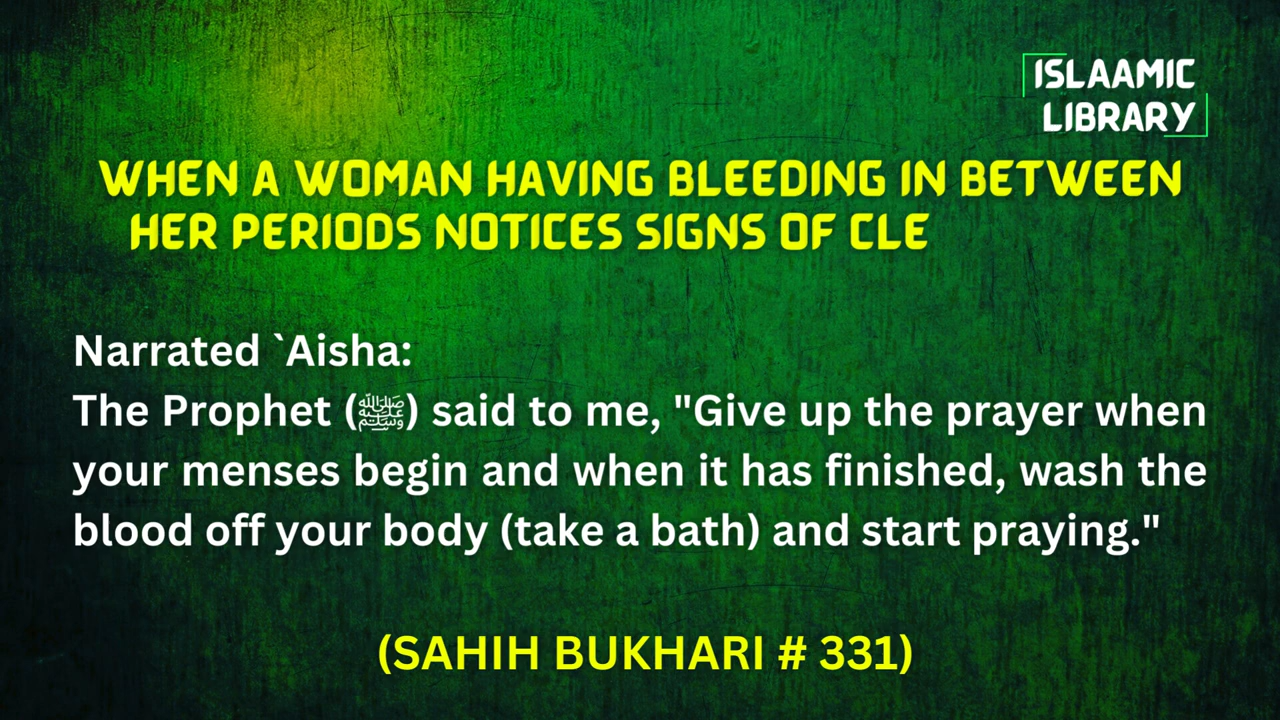 ISLAAMIC
LIBRARY
WHEN A WOMAN HAVING BLEEDING IN BETWEEN
HER PERIODS NOTICES SIGNS OF CLE
Narrated `Aisha:
The Prophet (ﷺ) said to me, "Give up the prayer when
your menses begin and when it has finished, wash the
blood off your body (take a bath) and start praying."
(SAHIH BUKHARI # 331)